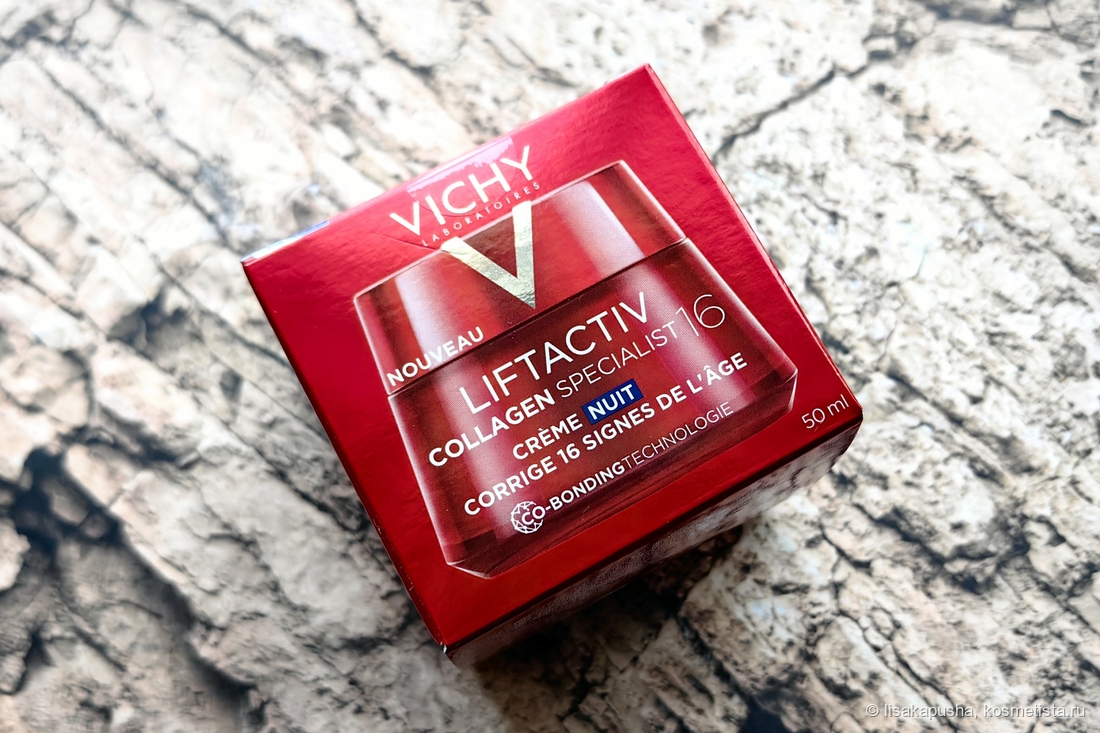 VICHY
LABORATOIRES
NOUVEAU
LIFTACTIV
COLLAGEN SPECIALIST 16
CRÈME NUIT
CORRIGE 16 SIGNES DE L'ÂGE
CO-BONDING TECHNOLOGIE
50 ml
© lisakapusha, kosmetista.ru